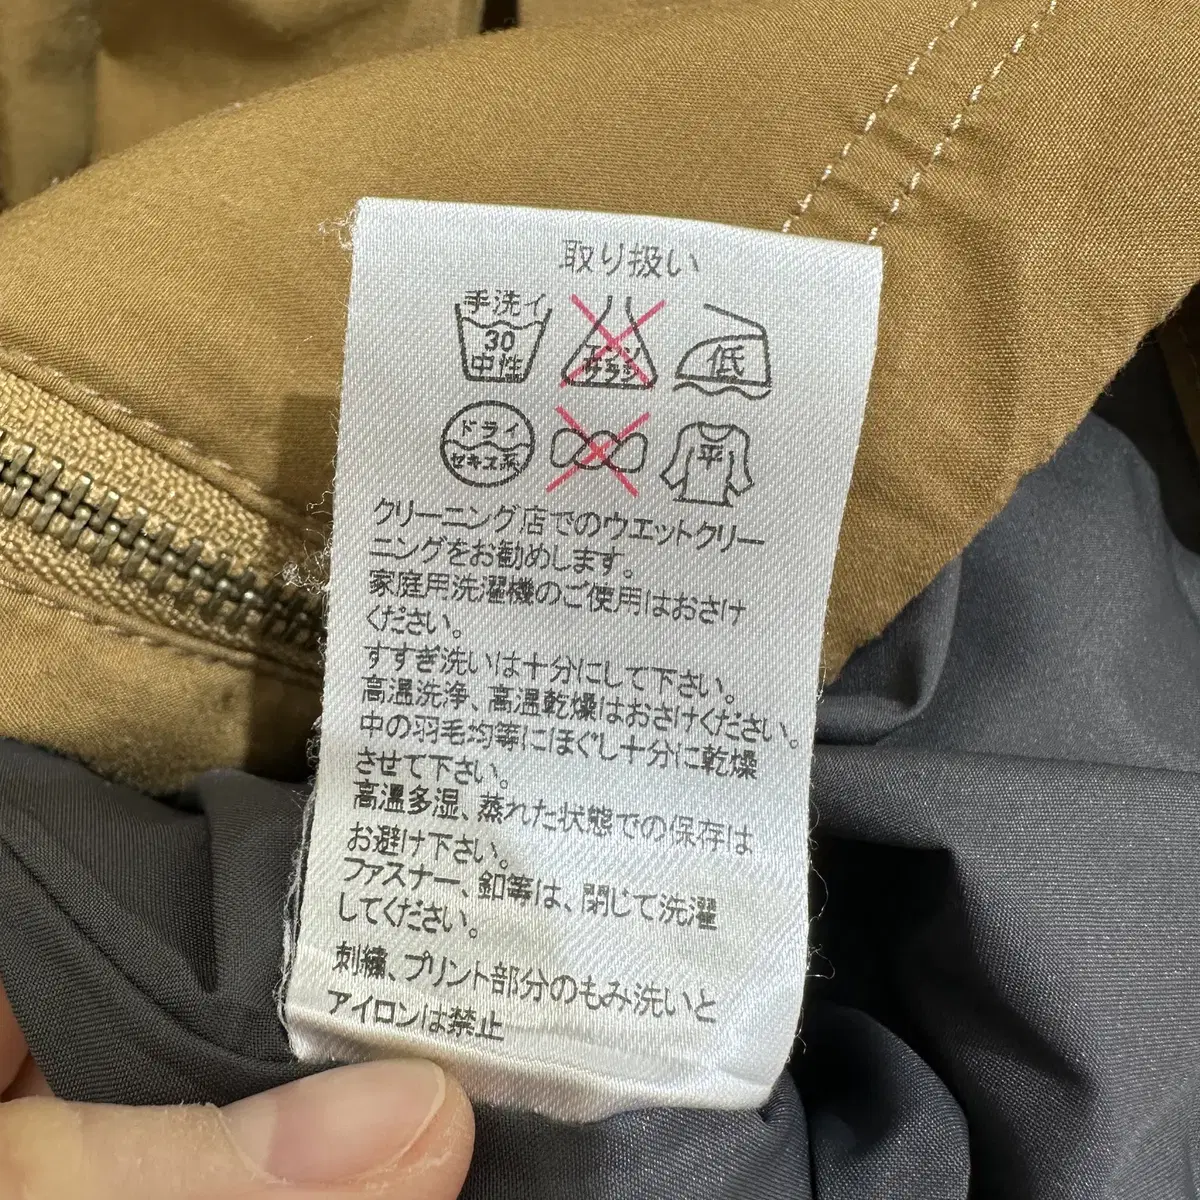 取り扱い
手洗イ
30
中性
エンソ
サラシ
低
ドライ
セキユ系
平
クリーニング店でのウエットクリー
ニングをお勧めします。
家庭用洗濯機のご使用はおさけ
ください。
すすぎ洗いは十分にして下さい。
高温洗浄、高温乾燥はおさけください。
中の羽毛均等にほぐし十分に乾燥
させて下さい。
高温多湿、蒸れた状態での保存は
お避け下さい。
ファスナー、釦等は、閉じて洗濯
してください。
刺繍、プリント部分のもみ洗いと
アイロンは禁止